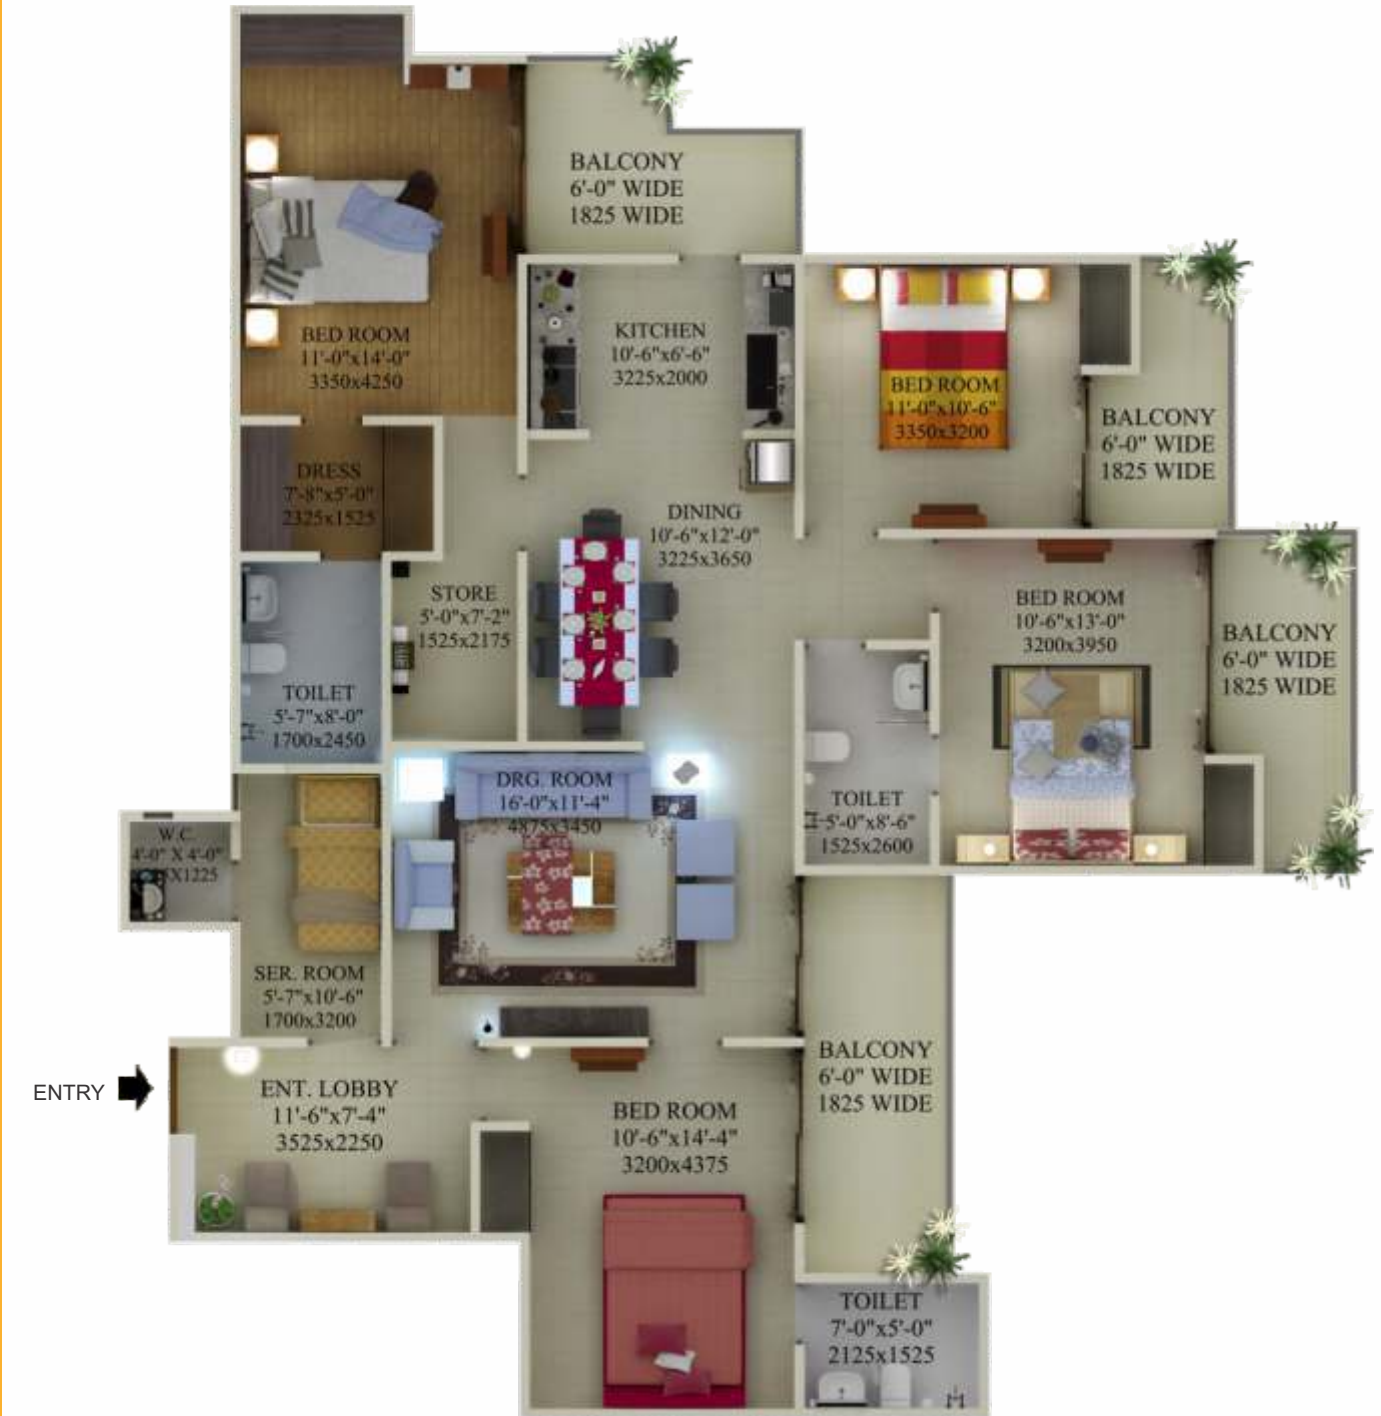 BALCONY
6'-0" WIDE
1825 WIDE
BED ROOM
11'-0"x14'-0"
3350x4250
KITCHEN
10'-6"x6'-6"
3225x2000
BED ROOM
11'-0"x10'-6"
3350x3200
BALCONY
6'-0" WIDE
1825 WIDE
DRESS
7'-8"x5'-0"
2325x1525
DINING
10'-6"x12'-0"
3225x3650
STORE
5'-0"x7'-2"
1525x2175
BED ROOM
10'-6"x13'-0"
3200x3950
BALCONY
6'-0" WIDE
1825 WIDE
TOILET
5'-7"x8'-0"
1700x2450
DRG. ROOM
16'-0"x11'-4"
4875x3450
TOILET
5'-0"x8'-6"
1525x2600
W.C.
4'-0" X 4'-0"
X1225
SER. ROOM
5'-7"x10'-6"
1700x3200
BALCONY
6'-0" WIDE
1825 WIDE
ENTRY
ENT. LOBBY
11'-6"x7'-4"
3525x2250
BED ROOM
10'-6"x14'-4"
3200x4375
TOILET
7'-0"x5'-0"
2125x1525